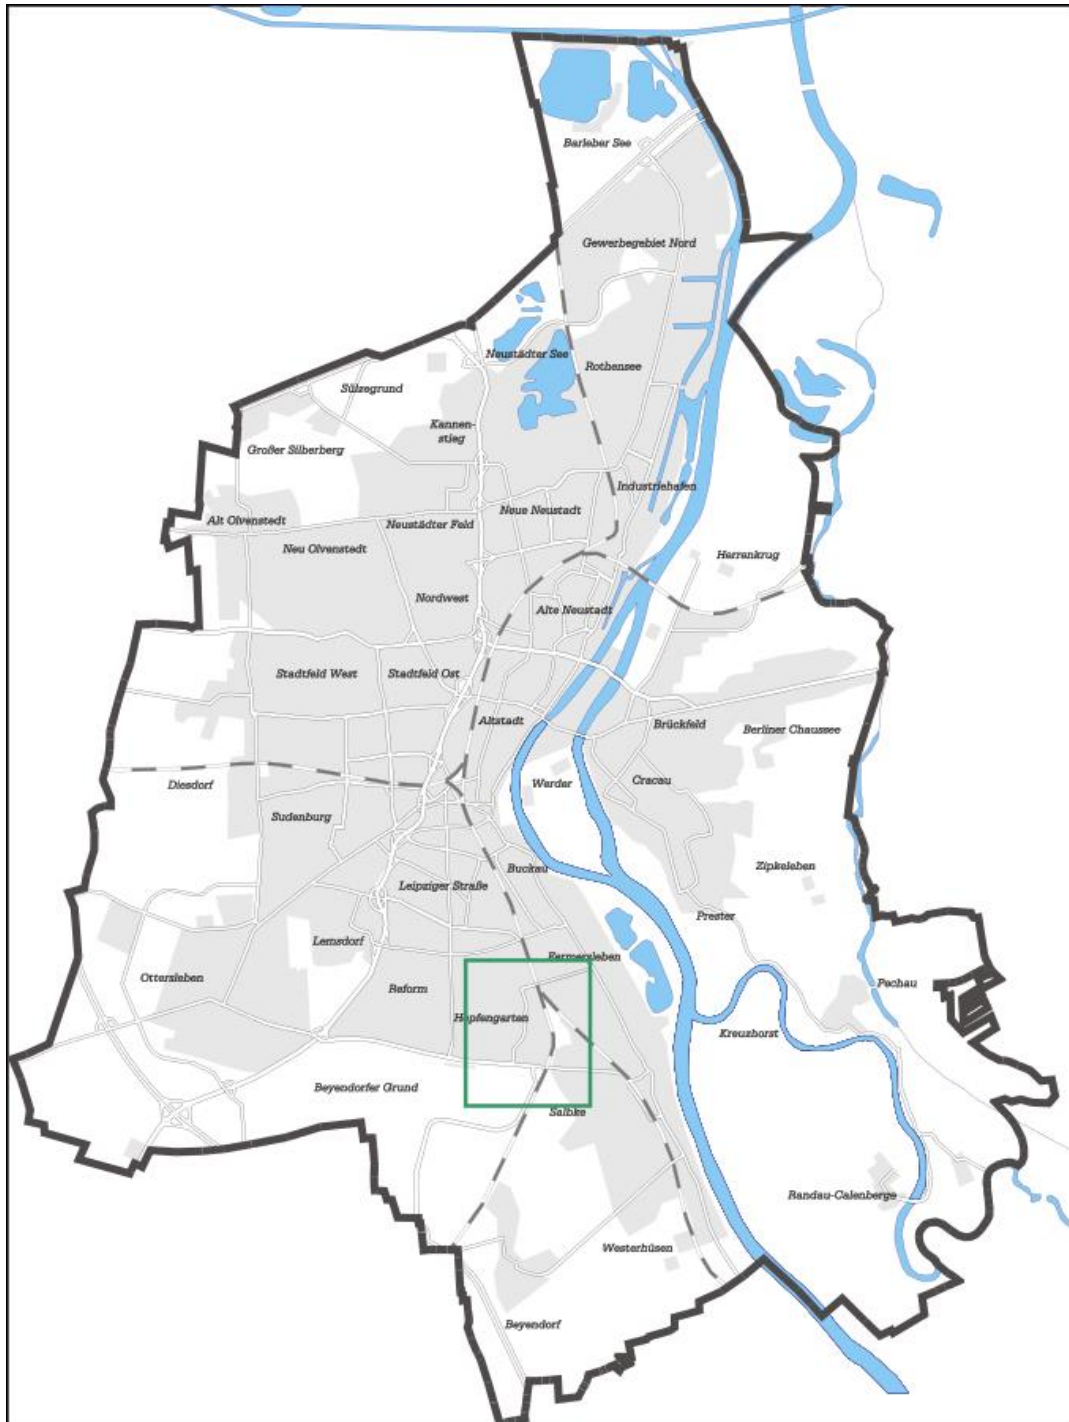 Barleber See
Gewerbegebiet Nord
Neustädter See
Rothensee
Sülzegrund
Kannen-
stieg
Großer Silberberg
Industriehafen
Alt Olvenstedt
Neustädter Feld
Neue Neustadt
Neu Olvenstedt
Herrenkrug
Nordwest
Alte Neustadt
Stadtfeld West
Stadtfeld Ost
Altstadt
Brückfeld
Berliner Chaussee
Diesdorf
Werder
Cracau
Sudenburg
Buckau
Zipkeleben
Leipziger Straße
Prester
Lemsdorf
Fermersleben
Ottersleben
Reform
Pechau
Hopfengarten
Kreuzhorst
Beyendorfer Grund
Salbke
Randau-Calenberge
Westerhüsen
Beyendorf